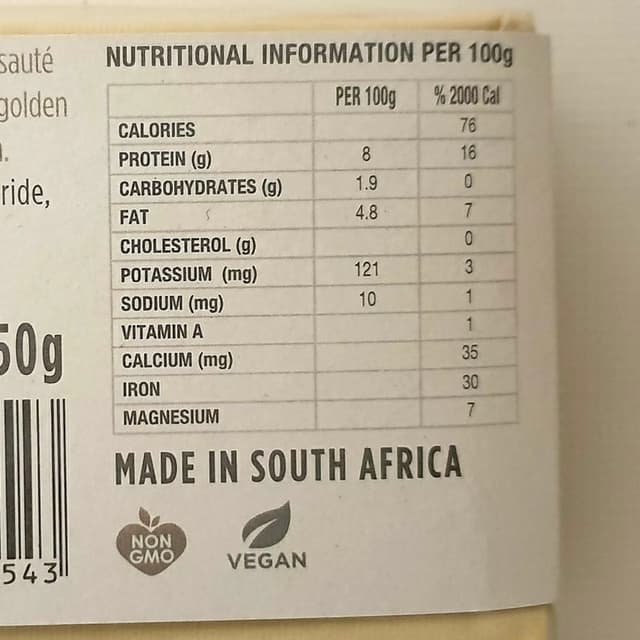 sauté
golden
ride,
50g
543
NUTRITIONAL INFORMATION PER 100g
PER 100g % 2000 Cal
CALORIES 76
PROTEIN (g) 8 16
CARBOHYDRATES (g) 1.9 0
FAT 4.8 7
CHOLESTEROL (g) 0
POTASSIUM (mg) 121 3
SODIUM (mg) 10 1
VITAMIN A 1
CALCIUM (mg) 35
IRON 30
MAGNESIUM 7
MADE IN SOUTH AFRICA
NON
GMO
VEGAN